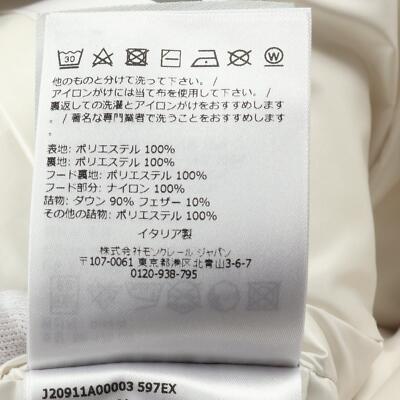 30 W
他のものと分けて洗って下さい。/
アイロンがけには当て布を使用して下さい。/
裏返しての洗濯とアイロンがけをおすすめします
。/ 著名な専門業者で洗うことをおすすめします
。
表地: ポリエステル 100%
裏地: ポリエステル 100%
フード裏地: ポリエステル 100%
フード部分: ナイロン 100%
詰物: ダウン 90% フェザー 10%
その他の詰物: ポリエステル 100%
イタリア製
株式会社モンクレール ジャパン
〒107-0061 東京都港区北青山3-6-7
0120-938-795
J20911A00003 597EX